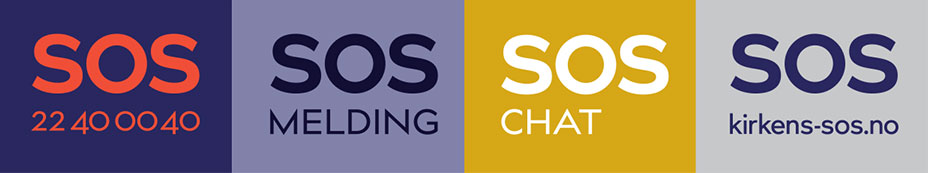 SOS
22 40 00 40
SOS
MELDING
SOS
CHAT
SOS
kirkens-sos.no